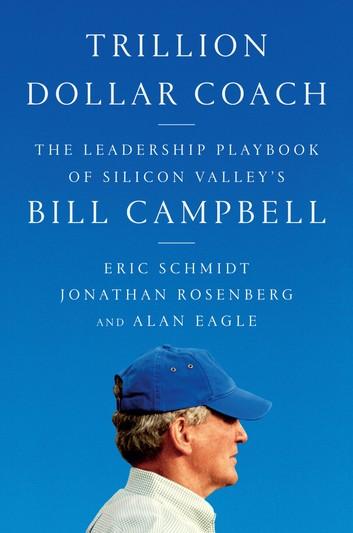 TRILLION
DOLLAR COACH
THE LEADERSHIP PLAYBOOK
OF SILICON VALLEY'S
BILL CAMPBELL
ERIC SCHMIDT
JONATHAN ROSENBERG
AND ALAN EAGLE